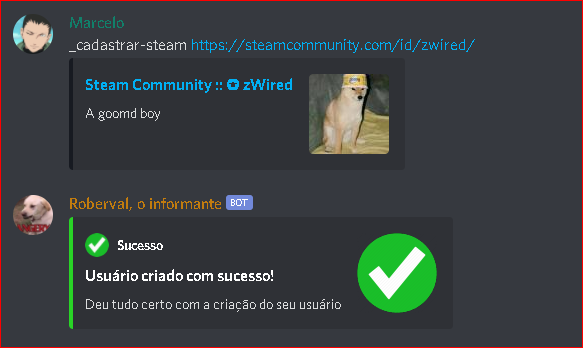 Marcelo
_cadastrar-steam https://steamcommunity.com/id/zwired/
Steam Community :: ✪ zWired
A goomd boy
Roberval, o informante BOT
Sucesso
Usuário criado com sucesso!
Deu tudo certo com a criação do seu usuário